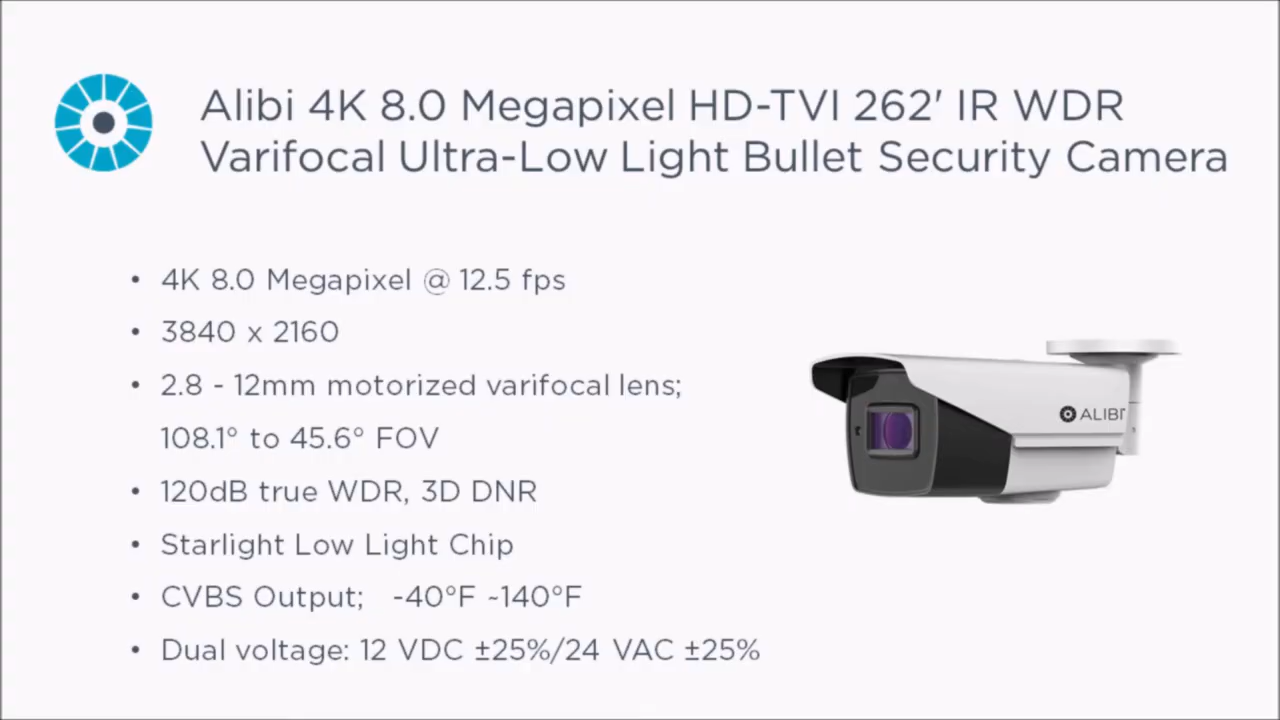 Alibi 4K 8.0 Megapixel HD-TVI 262' IR WDR
Varifocal Ultra-Low Light Bullet Security Camera
• 4K 8.0 Megapixel @ 12.5 fps
• 3840 x 2160
• 2.8 - 12mm motorized varifocal lens;
108.1° to 45.6° FOV
• 120dB true WDR, 3D DNR
• Starlight Low Light Chip
• CVBS Output; -40°F ~140°F
• Dual voltage: 12 VDC ±25%/24 VAC ±25%
ALIBI